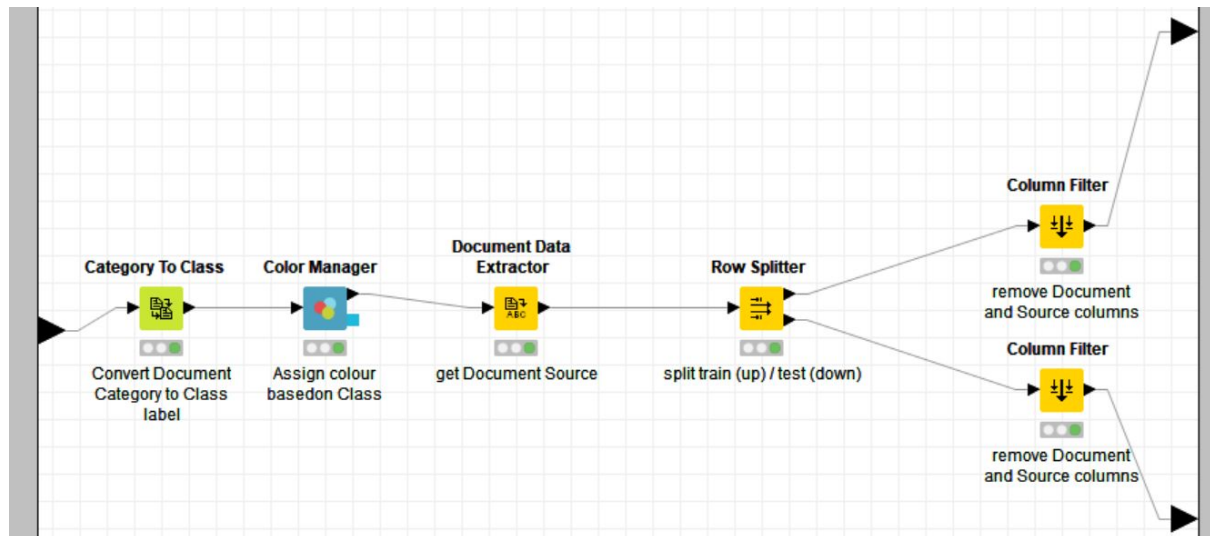 Column Filter
remove Document
and Source columns
Category To Class
Convert Document
Category to Class
label
Color Manager
Assign colour
basedon Class
Document Data
Extractor
ABC
get Document Source
Row Splitter
split train (up) / test (down)
Column Filter
remove Document
and Source columns